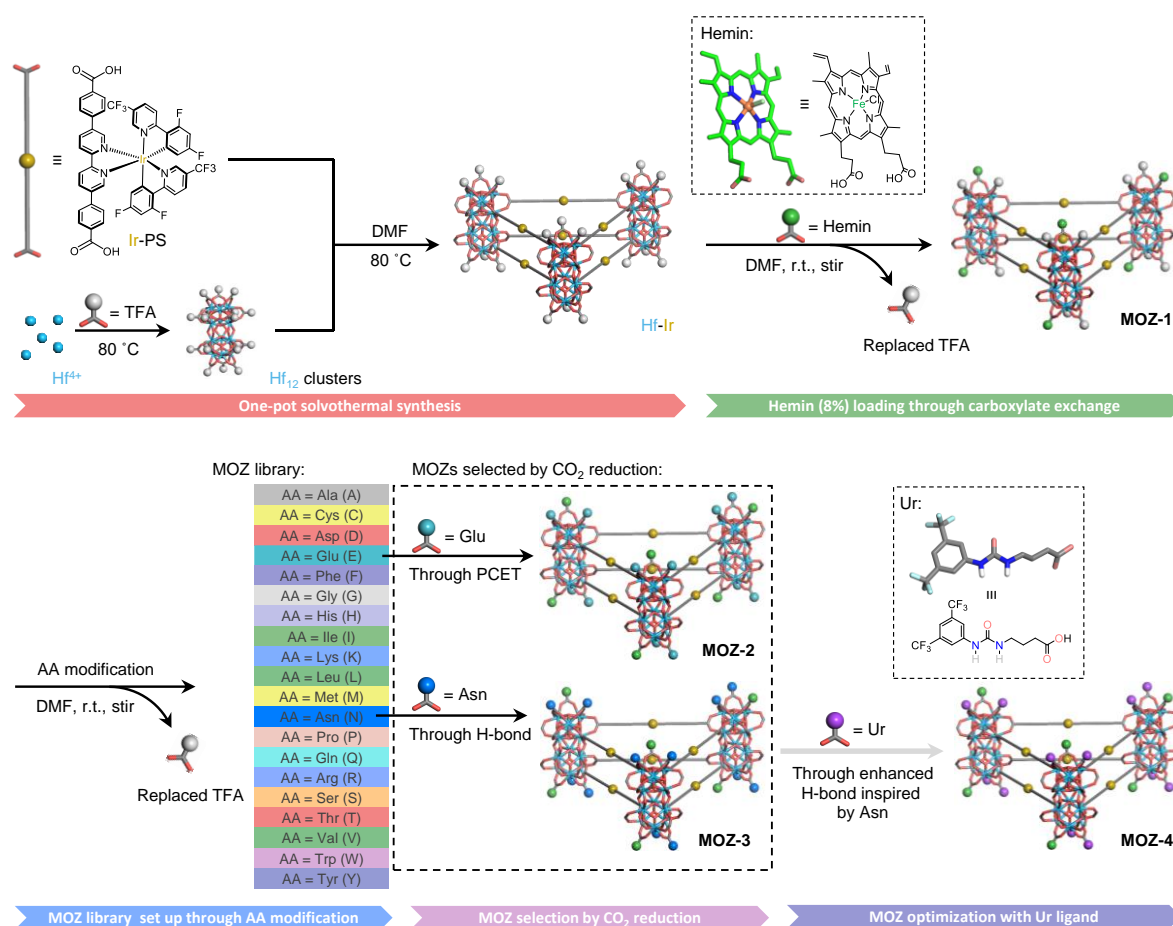 Hemin:
OH
O
CF3
N
N
Ir
F
F
N
N
CF3
F
F
O
OH
Ir-PS
≡
≡
N
N
Fe
Cl
N
N
O
OH
HO
O
DMF
80 ˚C
= TFA
80 ˚C
Hf4+
Hf12 clusters
Hf-Ir
= Hemin
DMF, r.t., stir
Replaced TFA
MOZ-1
One-pot solvothermal synthesis
Hemin (8%) loading through carboxylate exchange
AA modification
DMF, r.t., stir
Replaced TFA
MOZ library:
AA = Ala (A)
AA = Cys (C)
AA = Asp (D)
AA = Glu (E)
AA = Phe (F)
AA = Gly (G)
AA = His (H)
AA = Ile (I)
AA = Lys (K)
AA = Leu (L)
AA = Met (M)
AA = Asn (N)
AA = Pro (P)
AA = Gln (Q)
AA = Arg (R)
AA = Ser (S)
AA = Thr (T)
AA = Val (V)
AA = Trp (W)
AA = Tyr (Y)
MOZs selected by CO2 reduction:
= Glu
Through PCET
MOZ-2
= Asn
Through H-bond
MOZ-3
Ur:
≡
CF3
F3C
O
N
H
N
H
OH
O
= Ur
Through enhanced
H-bond inspired
by Asn
MOZ-4
MOZ library set up through AA modification
MOZ selection by CO2 reduction
MOZ optimization with Ur ligand